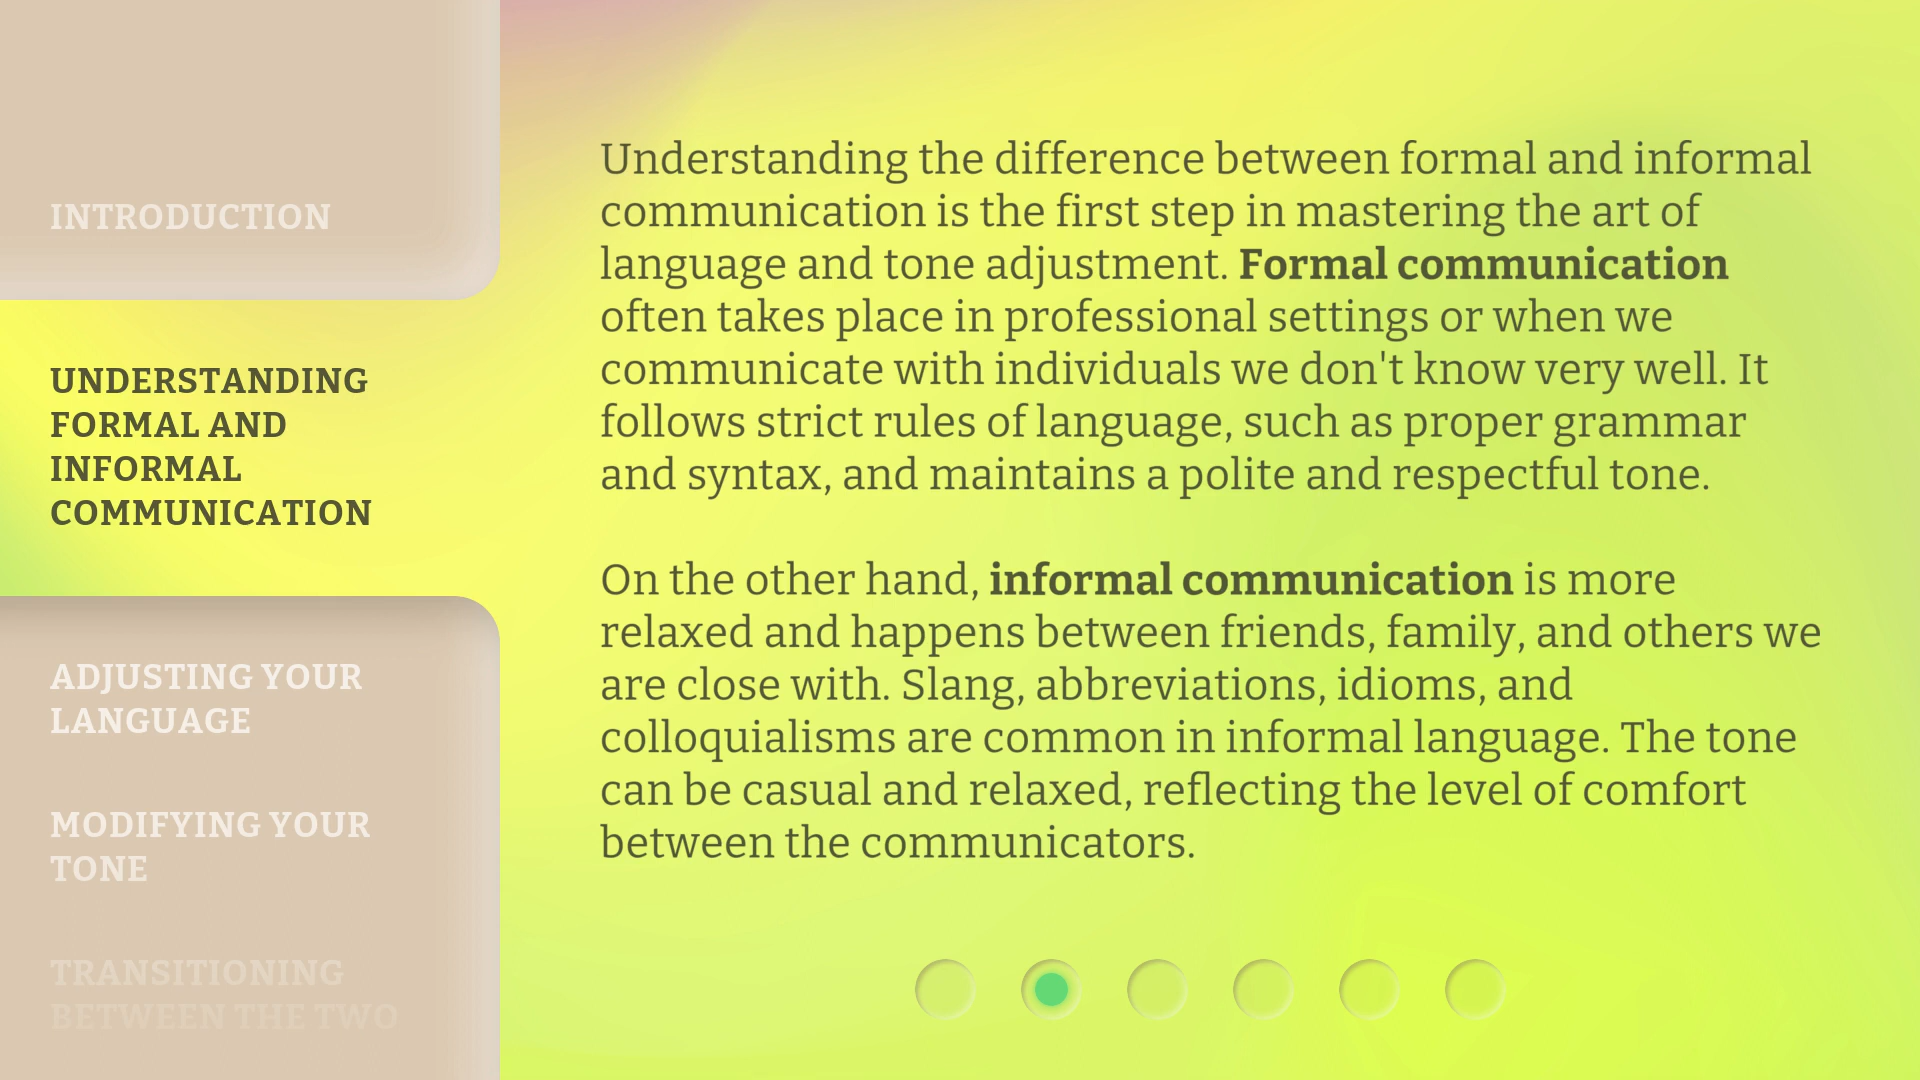 INTRODUCTION
UNDERSTANDING
FORMAL AND
INFORMAL
COMMUNICATION
ADJUSTING YOUR
LANGUAGE
MODIFYING YOUR
TONE
TRANSITIONING
BETWEEN THE TWO
Understanding the difference between formal and informal
communication is the first step in mastering the art of
language and tone adjustment. Formal communication
often takes place in professional settings or when we
communicate with individuals we don't know very well. It
follows strict rules of language, such as proper grammar
and syntax, and maintains a polite and respectful tone.
On the other hand, informal communication is more
relaxed and happens between friends, family, and others we
are close with. Slang, abbreviations, idioms, and
colloquialisms are common in informal language. The tone
can be casual and relaxed, reflecting the level of comfort
between the communicators.